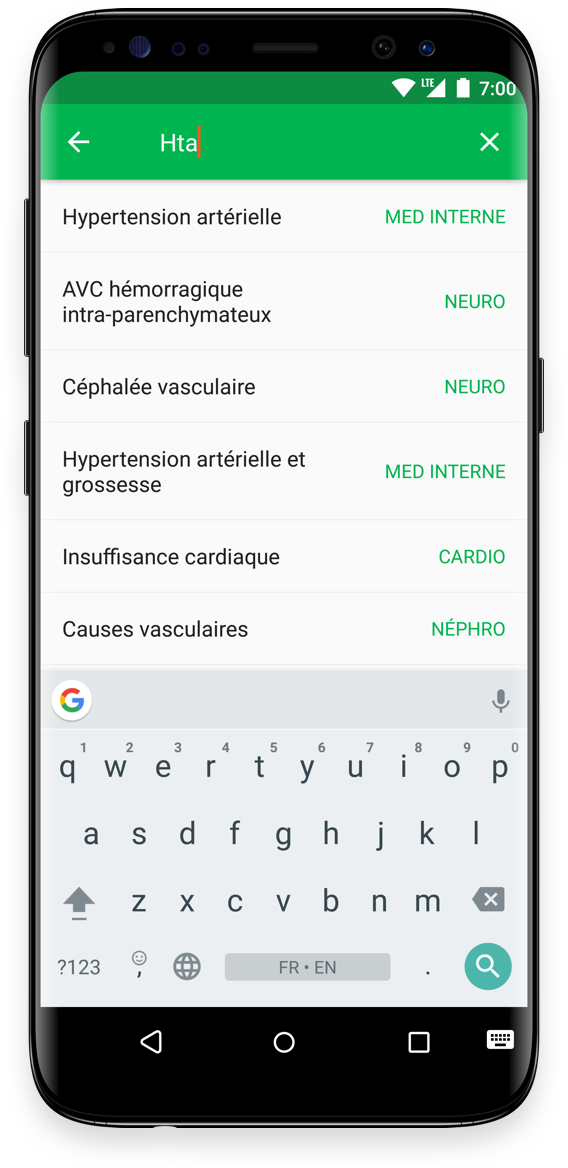 LTE 7:00
Hta
Hypertension artérielle MED INTERNE
AVC hémorragique
intra-parenchymateux NEURO
Céphalée vasculaire NEURO
Hypertension artérielle et
grossesse MED INTERNE
Insuffisance cardiaque CARDIO
Causes vasculaires NÉPHRO
G
1 2 3 4 5 6 7 8 9 0
q w e r t y u i o p
a s d f g h j k l
z x c v b n m
?123 , FR • EN .